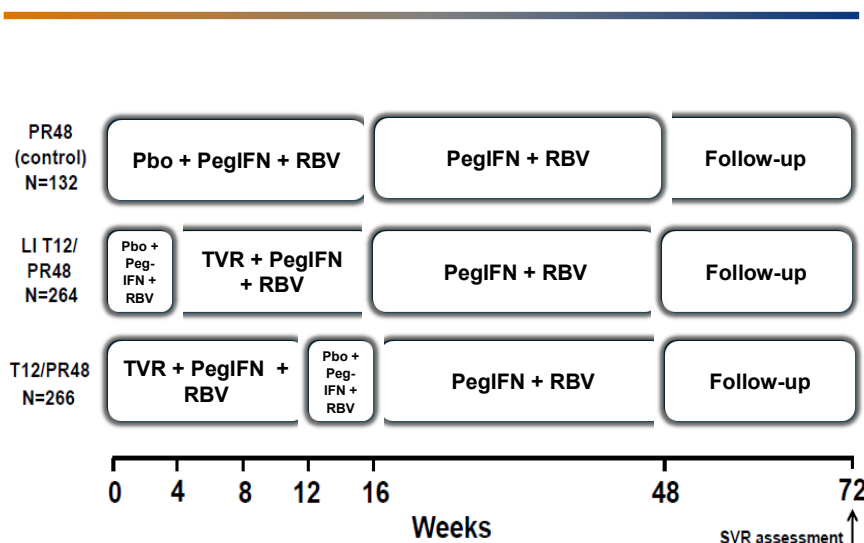 PR48
(control)
N=132
Pbo + PegIFN + RBV
PegIFN + RBV
Follow-up
LI T12/
PR48
N=264
Pbo +
Peg-
IFN +
RBV
TVR + PegIFN
+ RBV
PegIFN + RBV
Follow-up
T12/PR48
N=266
TVR + PegIFN +
RBV
Pbo +
Peg-
IFN +
RBV
PegIFN + RBV
Follow-up
0 4 8 12 16 48 72
Weeks
SVR assessment